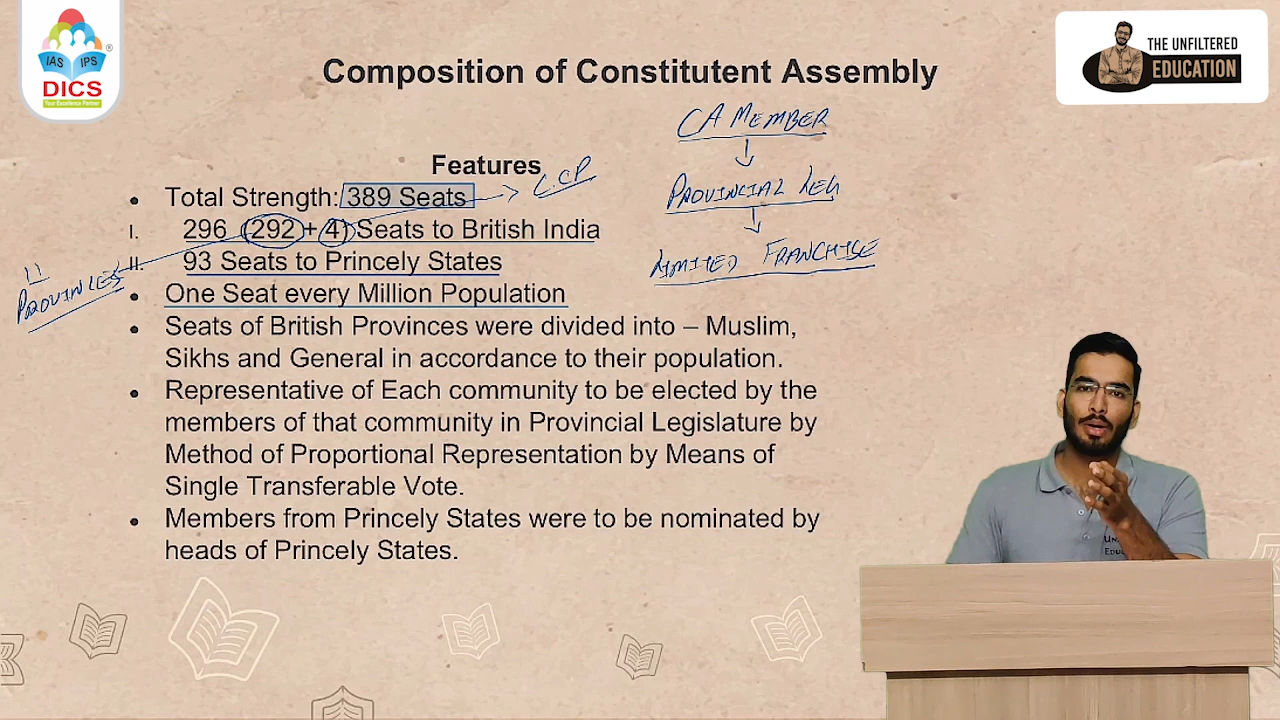 IAS IPS
DICS
Your Excellence Partner
THE UNFILTERED
EDUCATION
Composition of Constitutent Assembly
CA MEMBER
PROVINCIAL LEG
LIMITED FRANCHISE
Features
C.CP
• Total Strength: 389 Seats
I. 296 (292 + 4) Seats to British India
II. 93 Seats to Princely States
11
PROVINCES
• One Seat every Million Population
• Seats of British Provinces were divided into – Muslim,
Sikhs and General in accordance to their population.
• Representative of Each community to be elected by the
members of that community in Provincial Legislature by
Method of Proportional Representation by Means of
Single Transferable Vote.
• Members from Princely States were to be nominated by
heads of Princely States.